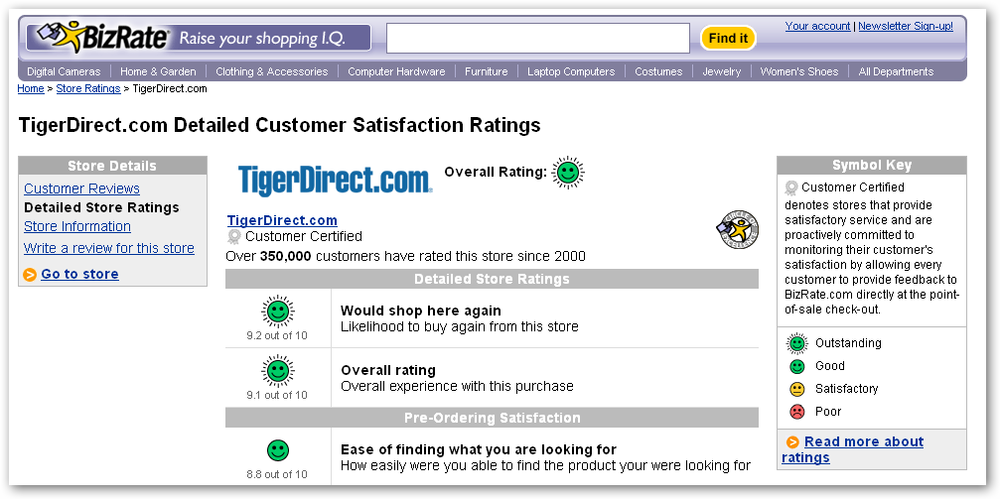 BizRate® Raise your shopping I.Q.
Find it
Your account | Newsletter Sign-up!
Digital Cameras | Home & Garden | Clothing & Accessories | Computer Hardware | Furniture | Laptop Computers | Costumes | Jewelry | Women's Shoes | All Departments
Home > Store Ratings > TigerDirect.com
TigerDirect.com Detailed Customer Satisfaction Ratings
Store Details
Customer Reviews
Detailed Store Ratings
Store Information
Write a review for this store
Go to store
TigerDirect.com®
Overall Rating:
TigerDirect.com
Customer Certified
Over 350,000 customers have rated this store since 2000
Detailed Store Ratings
9.2 out of 10
Would shop here again
Likelihood to buy again from this store
9.1 out of 10
Overall rating
Overall experience with this purchase
Pre-Ordering Satisfaction
8.8 out of 10
Ease of finding what you are looking for
How easily were you able to find the product your were looking for
Symbol Key
Customer Certified
denotes stores that provide
satisfactory service and are
proactively committed to
monitoring their customer's
satisfaction by allowing every
customer to provide feedback to
BizRate.com directly at the point-
of-sale check-out.
Outstanding
Good
Satisfactory
Poor
Read more about
ratings